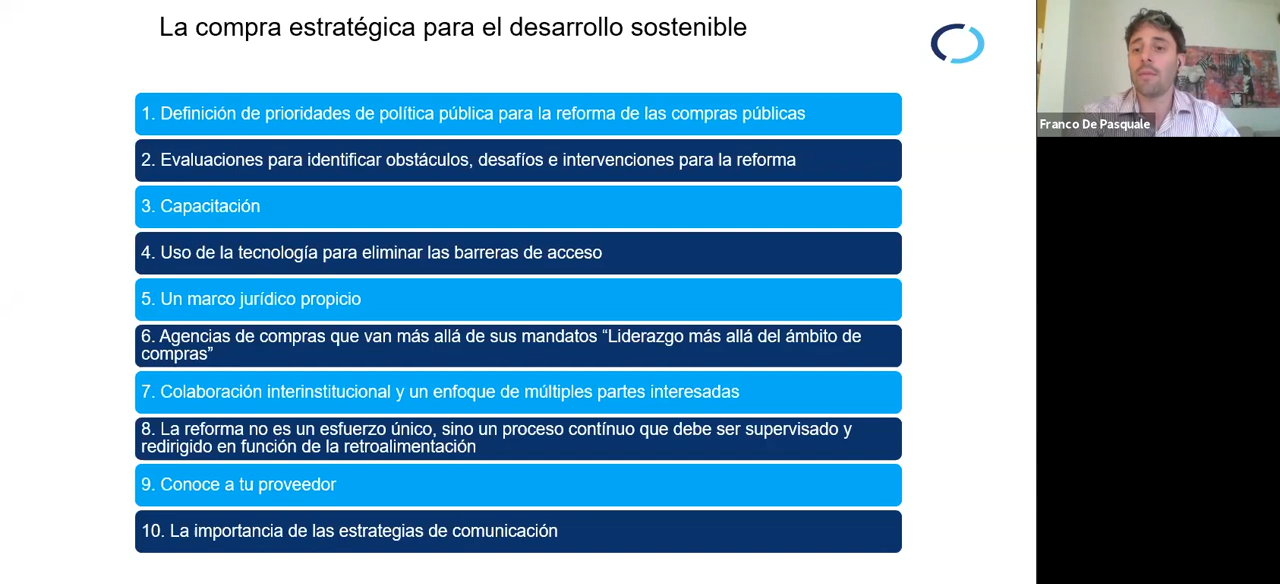 La compra estratégica para el desarrollo sostenible
1. Definición de prioridades de política pública para la reforma de las compras públicas
2. Evaluaciones para identificar obstáculos, desafíos e intervenciones para la reforma
3. Capacitación
4. Uso de la tecnología para eliminar las barreras de acceso
5. Un marco jurídico propicio
6. Agencias de compras que van más allá de sus mandatos “Liderazgo más allá del ámbito de
compras”
7. Colaboración interinstitucional y un enfoque de múltiples partes interesadas
8. La reforma no es un esfuerzo único, sino un proceso contínuo que debe ser supervisado y
redirigido en función de la retroalimentación
9. Conoce a tu proveedor
10. La importancia de las estrategias de comunicación
Franco De Pasquale